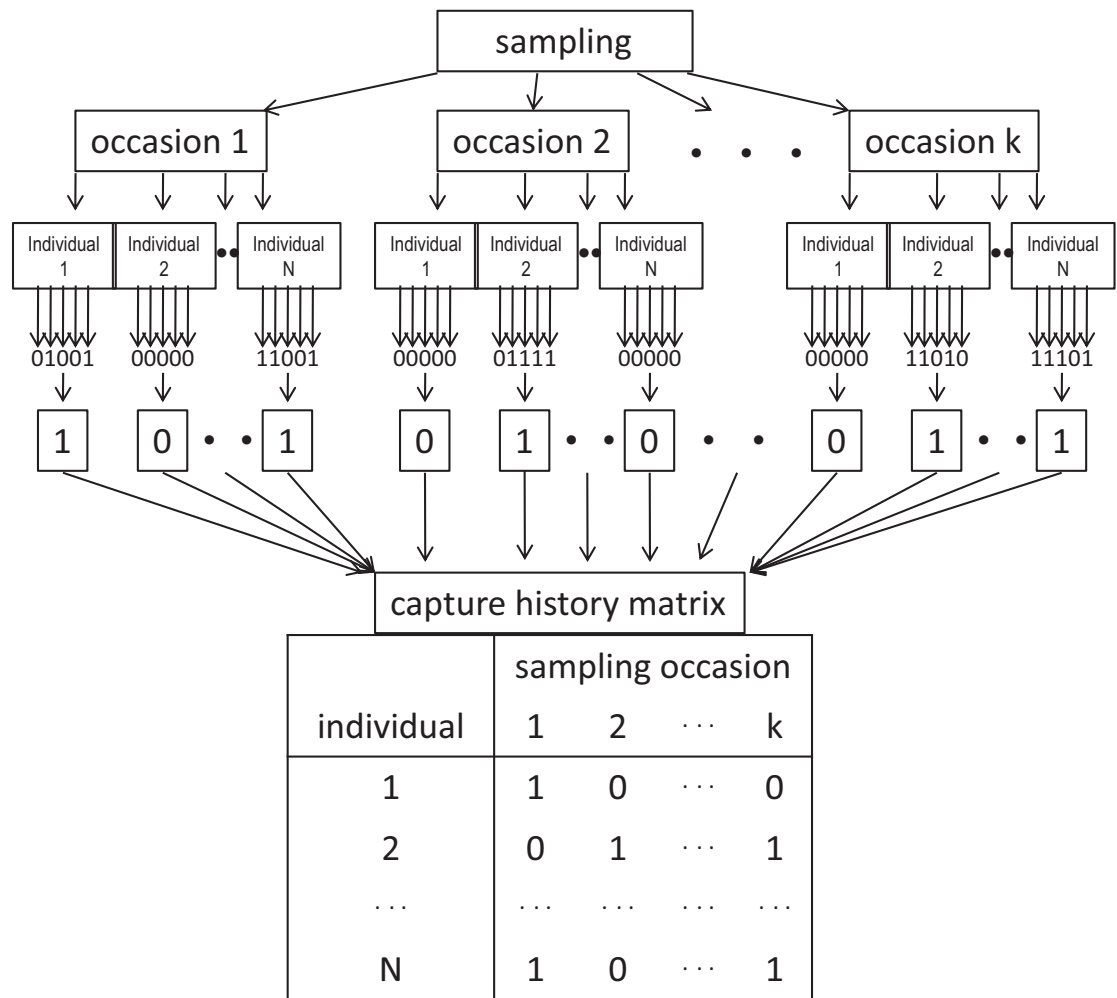 sampling
occasion 1 occasion 2 • • • occasion k
Individual 1 Individual 2 •• Individual N Individual 1 Individual 2 •• Individual N Individual 1 Individual 2 •• Individual N
01001 00000 11001 00000 01111 00000 00000 11010 11101
1 0 • • 1 0 1 • • 0 • • 0 1 • • 1
capture history matrix
sampling occasion
individual 1 2 ... k
1 1 0 ... 0
2 0 1 ... 1
... ... ... ... ...
N 1 0 ... 1